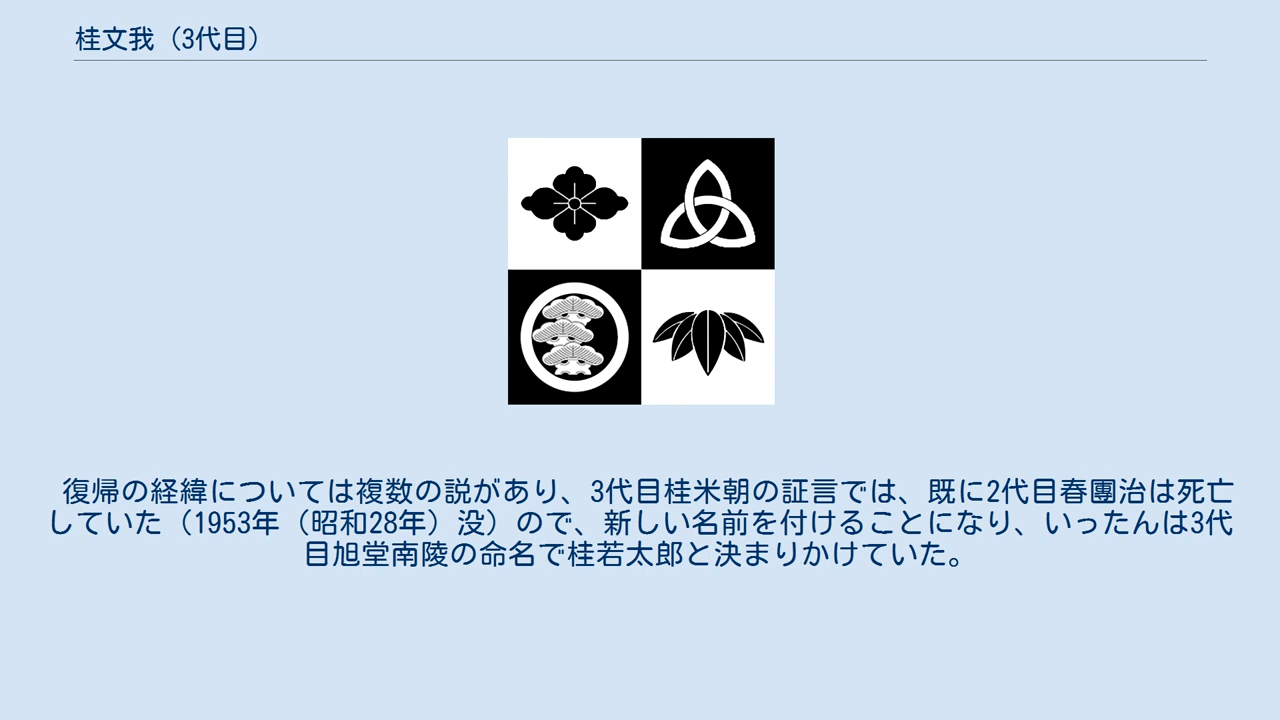 桂文我（3代目）
復帰の経緯については複数の説があり、3代目桂米朝の証言では、既に2代目春團治は死亡
していた（1953年（昭和28年）没）ので、新しい名前を付けることになり、いったんは3代
目旭堂南陵の命名で桂若太郎と決まりかけていた。